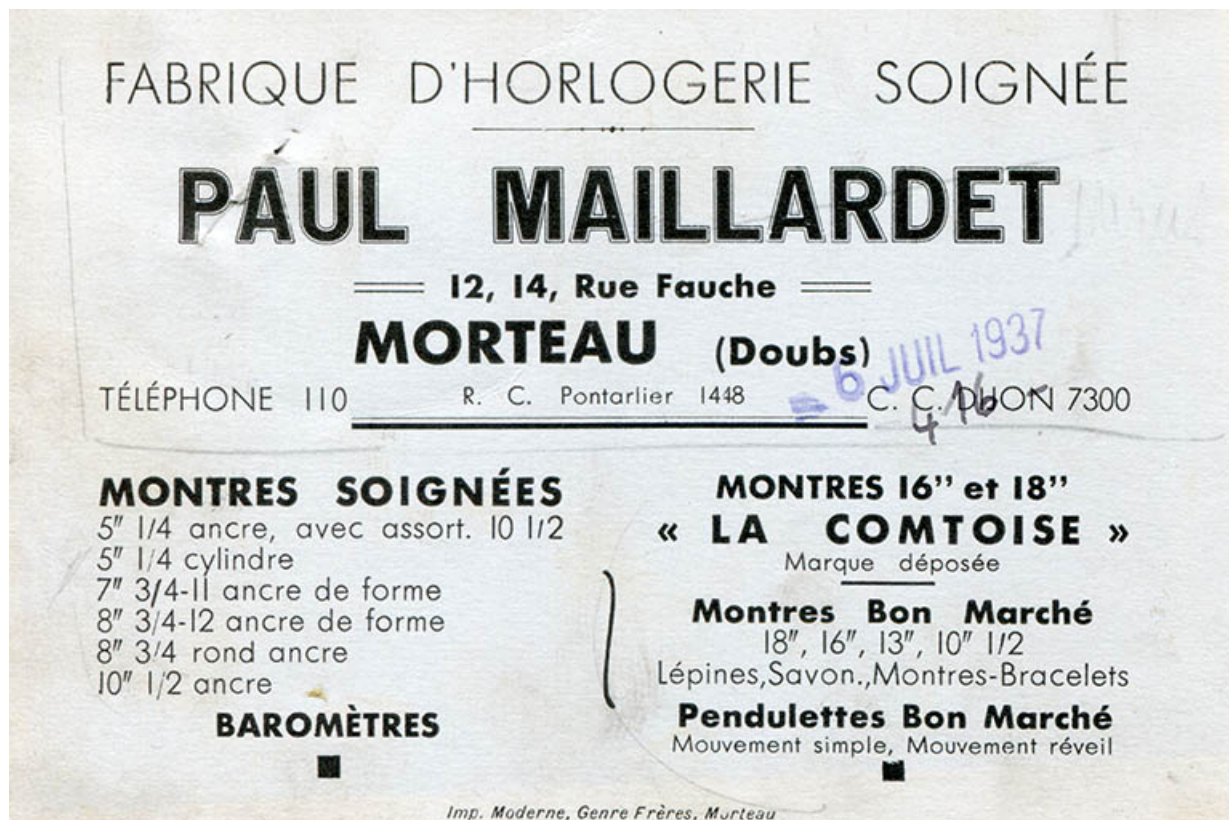 FABRIQUE D'HORLOGERIE SOIGNÉE
PAUL MAILLARDET
12, 14, Rue Fauche
MORTEAU (Doubs)
6 JUIL 1937
TÉLÉPHONE 110 R. C. Pontarlier 1448 C. C. DIJON 7300
416
MONTRES SOIGNÉES
5" 1/4 ancre, avec assort. 10 1/2
5" 1/4 cylindre
7" 3/4-11 ancre de forme
8" 3/4-12 ancre de forme
8" 3/4 rond ancre
10" 1/2 ancre
BAROMÈTRES
MONTRES 16" et 18"
« LA COMTOISE »
Marque déposée
Montres Bon Marché
18", 16", 13", 10" 1/2
Lépines,Savon.,Montres-Bracelets
Pendulettes Bon Marché
Mouvement simple, Mouvement réveil
Imp. Moderne, Genre Frères, Morteau